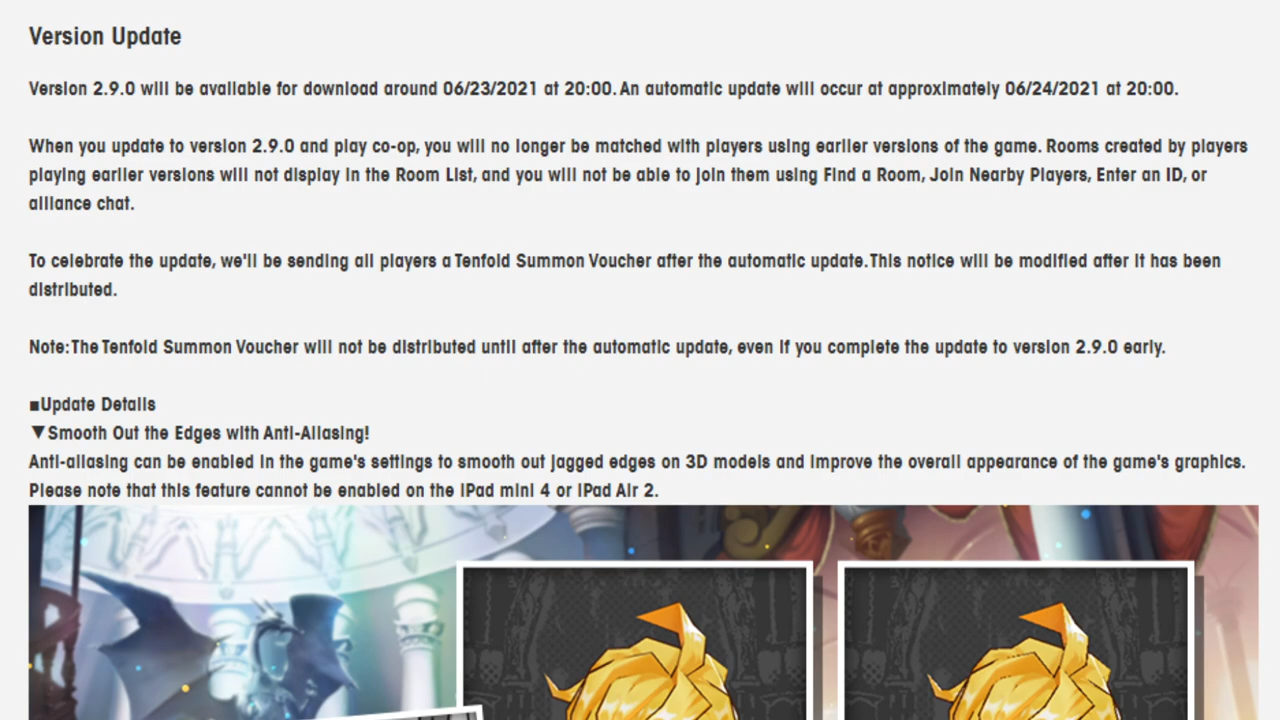 Version Update
Version 2.9.0 will be available for download around 06/23/2021 at 20:00. An automatic update will occur at approximately 06/24/2021 at 20:00.
When you update to version 2.9.0 and play co-op, you will no longer be matched with players using earlier versions of the game. Rooms created by players
playing earlier versions will not display in the Room List, and you will not be able to join them using Find a Room, Join Nearby Players, Enter an ID, or
alliance chat.
To celebrate the update, we'll be sending all players a Tenfold Summon Voucher after the automatic update. This notice will be modified after it has been
distributed.
Note: The Tenfold Summon Voucher will not be distributed until after the automatic update, even if you complete the update to version 2.9.0 early.
■Update Details
▼Smooth Out the Edges with Anti-Aliasing!
Anti-aliasing can be enabled in the game's settings to smooth out jagged edges on 3D models and improve the overall appearance of the game's graphics.
Please note that this feature cannot be enabled on the iPad mini 4 or iPad Air 2.